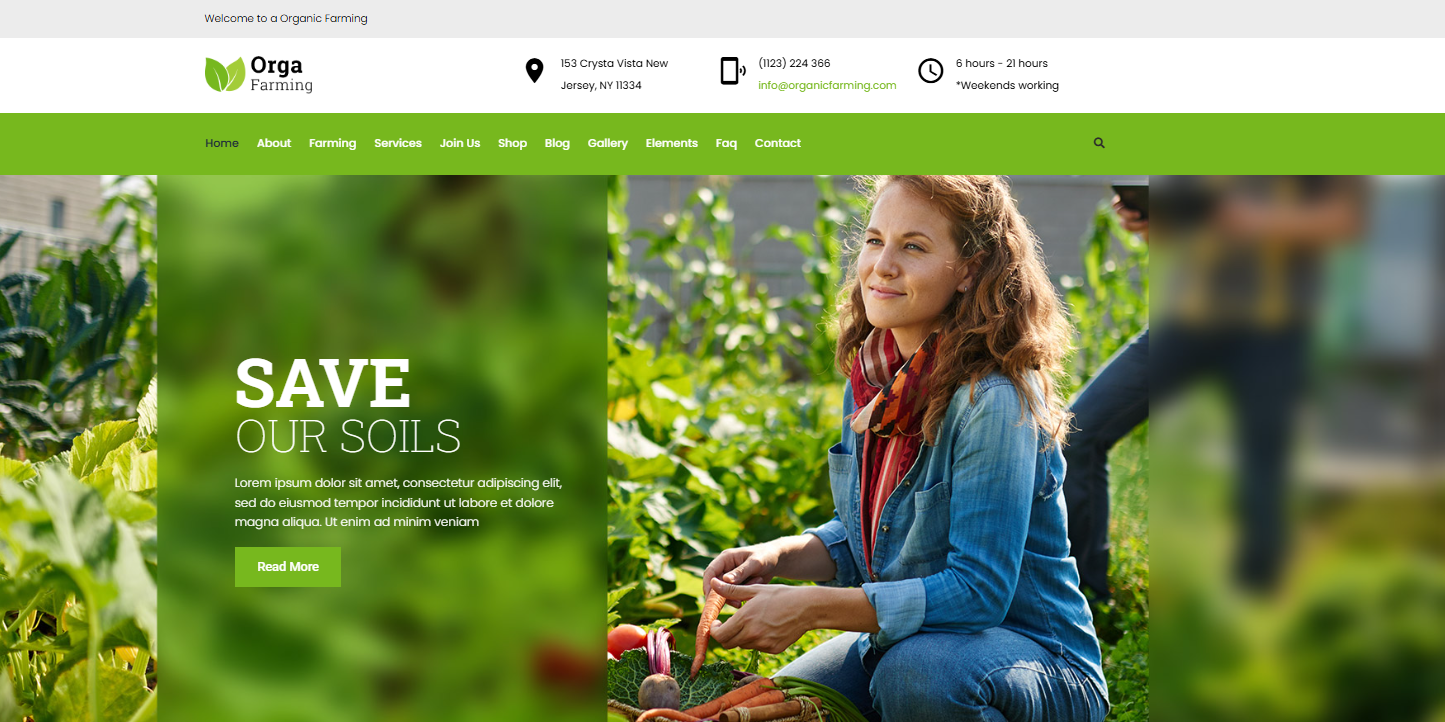 Welcome to a Organic Farming
Orga
Farming
153 Crysta Vista New
Jersey, NY 11334
(1123) 224 366
info@organicfarming.com
6 hours - 21 hours
*Weekends working
Home About Farming Services Join Us Shop Blog Gallery Elements Faq Contact
SAVE
OUR SOILS
Lorem ipsum dolor sit amet, consectetur adipiscing elit,
sed do eiusmod tempor incididunt ut labore et dolore
magna aliqua. Ut enim ad minim veniam
Read More